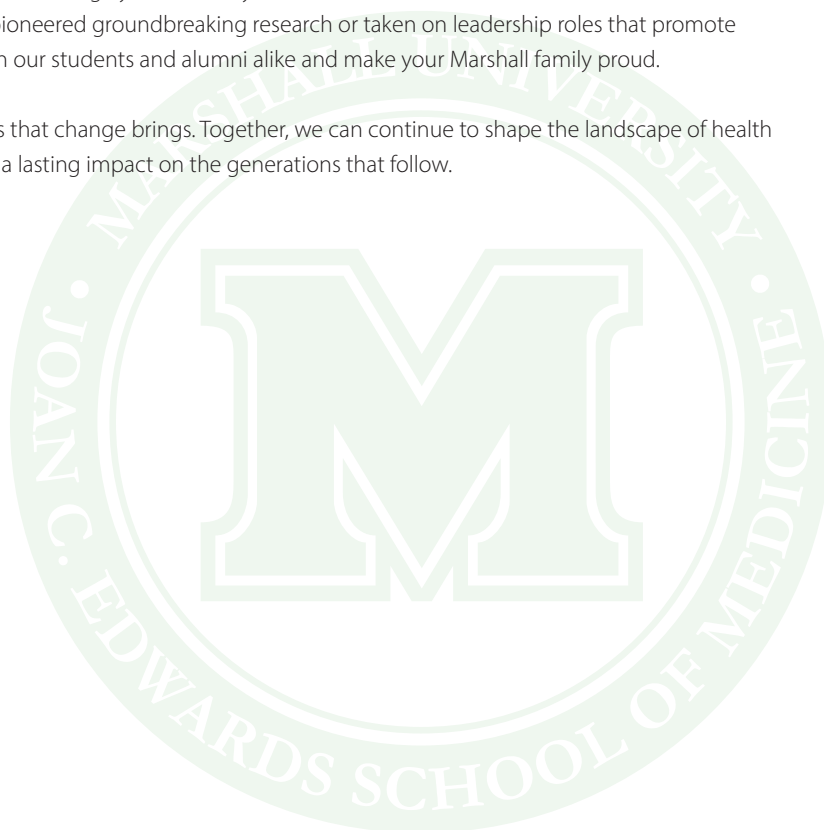 pioneered groundbreaking research or taken on leadership roles that promote
our students and alumni alike and make your Marshall family proud.
that change brings. Together, we can continue to shape the landscape of health
a lasting impact on the generations that follow.
MARSHALL UNIVERSITY
JOAN C. EDWARDS SCHOOL OF MEDICINE
M